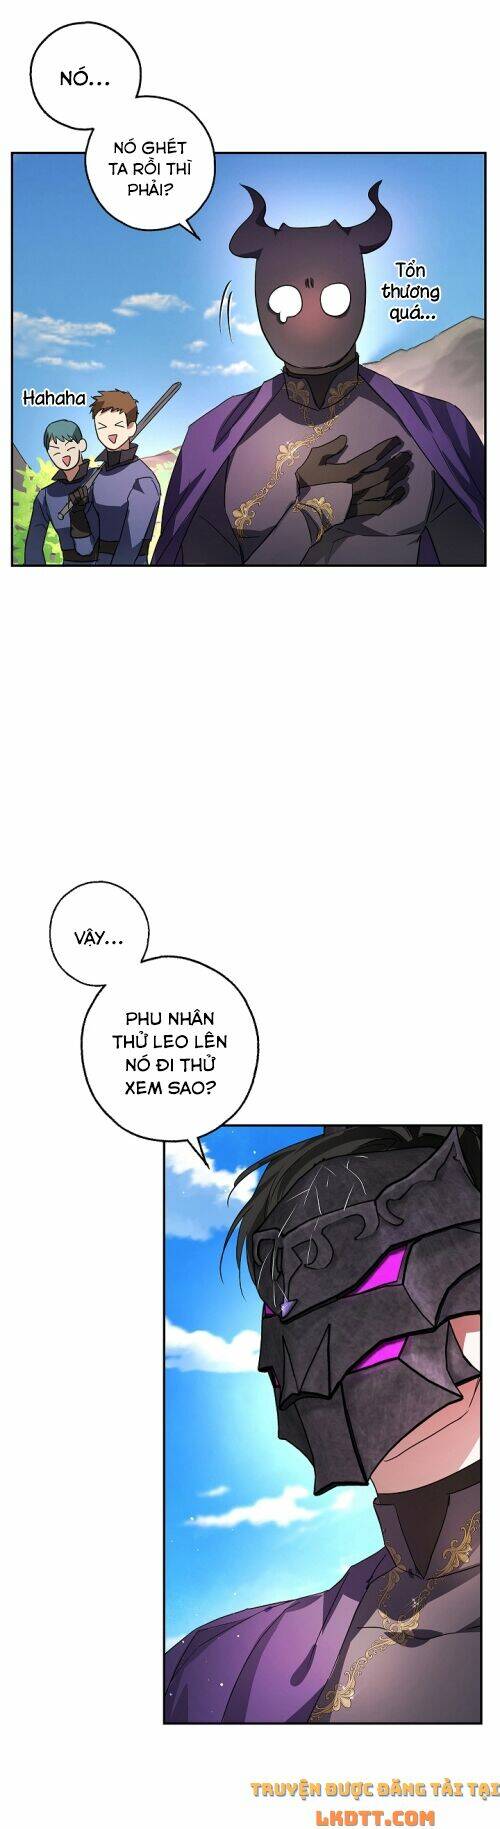 NÓ...
NÓ GHÉT
TA RỒI THÌ
PHẢI?
Tổn
thương
quá...
Hahaha
VẬY...
PHU NHÂN
THỬ LEO LÊN
NÓ ĐI THỬ
XEM SAO?
TRUYỆN ĐƯỢC ĐĂNG TẢI TẠI
LKDTT.COM